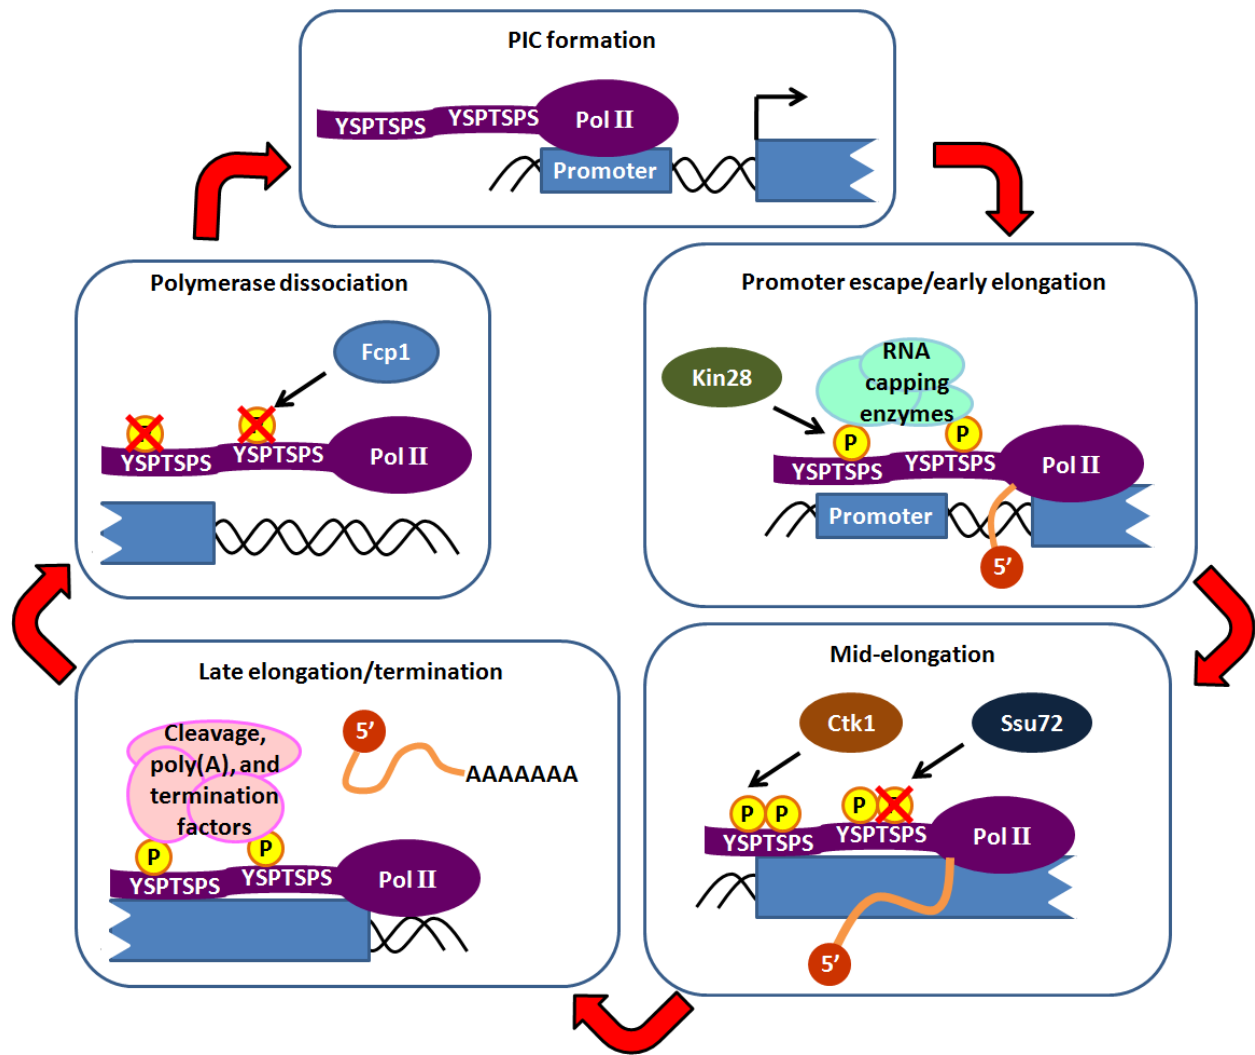 PIC formation
YSPTSPS YSPTSPS Pol II
Promoter
Promoter escape/early elongation
Kin28
RNA
capping
enzymes
P P
YSPTSPS YSPTSPS Pol II
Promoter
5’
Mid-elongation
Ctk1 Ssu72
P P P
YSPTSPS YSPTSPS Pol II
5’
Late elongation/termination
Cleavage,
poly(A), and
termination
factors
5’
AAAAAAA
P P
YSPTSPS YSPTSPS Pol II
Polymerase dissociation
Fcp1
YSPTSPS YSPTSPS Pol II